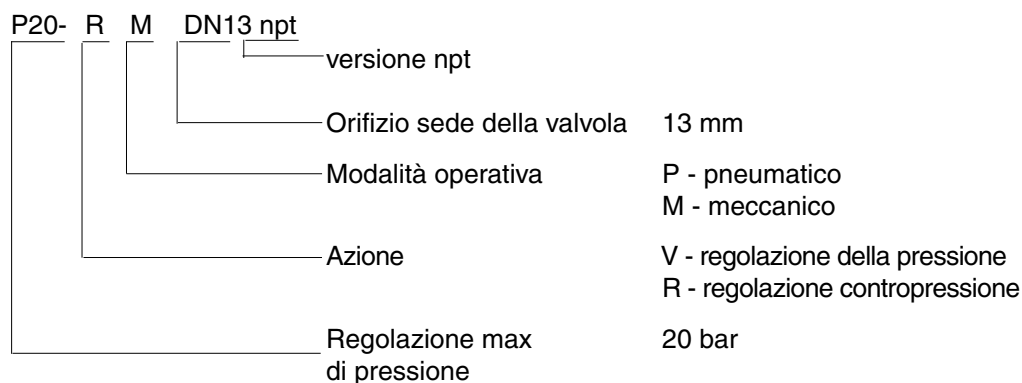 P20- R M DN13 npt
versione npt
Orifizio sede della valvola 13 mm
Modalità operativa P - pneumatico
M - meccanico
Azione V - regolazione della pressione
R - regolazione contropressione
Regolazione max 20 bar
di pressione